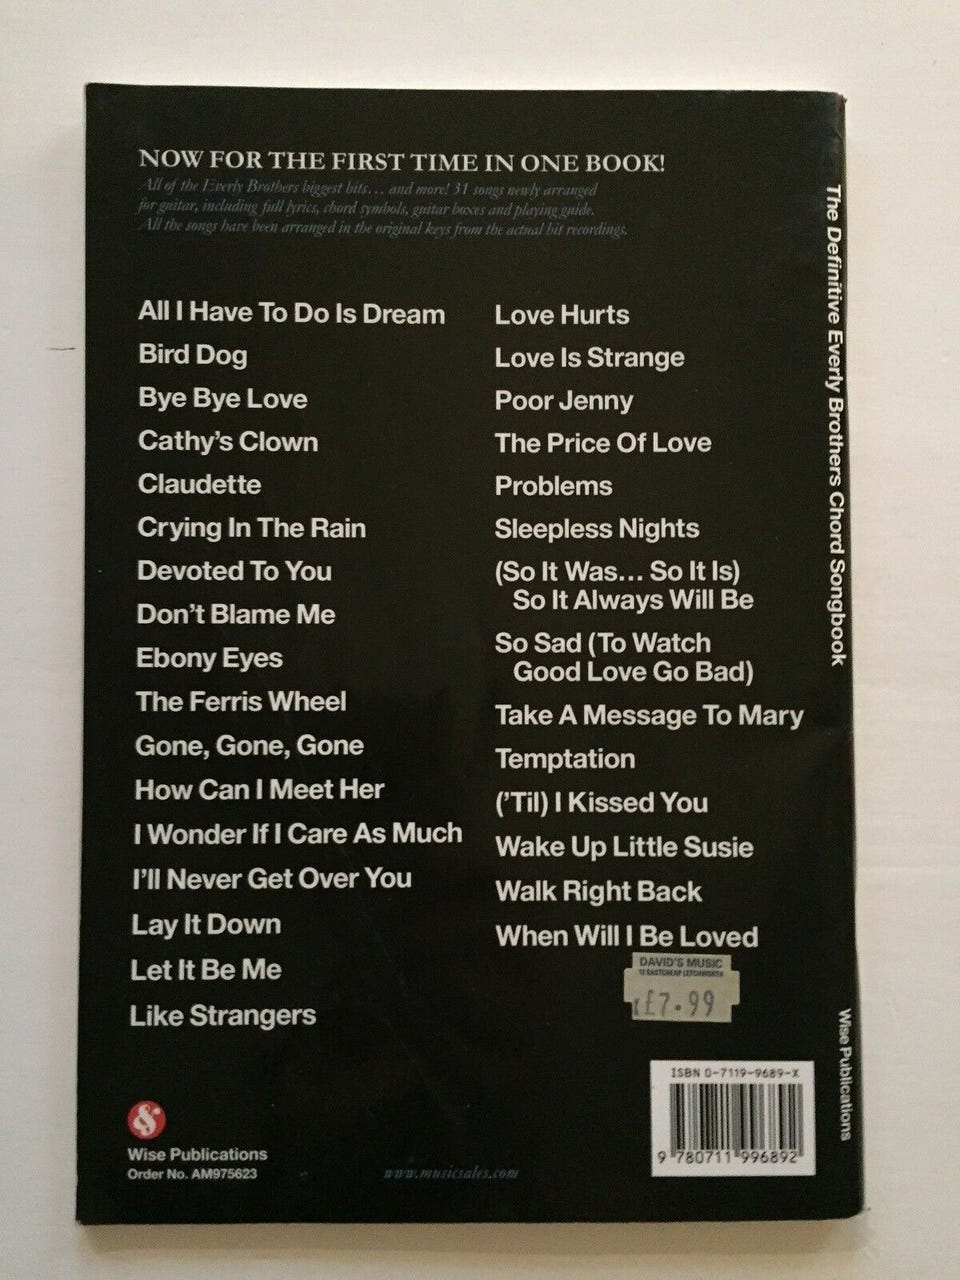 NOW FOR THE FIRST TIME IN ONE BOOK!
All of the Everly Brothers biggest hits... and more! 31 songs newly arranged
for guitar, including full lyrics, chord symbols, guitar boxes and playing guide.
All the songs have been arranged in the original keys from the actual hit recordings.
All I Have To Do Is Dream
Bird Dog
Bye Bye Love
Cathy's Clown
Claudette
Crying In The Rain
Devoted To You
Don't Blame Me
Ebony Eyes
The Ferris Wheel
Gone, Gone, Gone
How Can I Meet Her
I Wonder If I Care As Much
I'll Never Get Over You
Lay It Down
Let It Be Me
Like Strangers
Love Hurts
Love Is Strange
Poor Jenny
The Price Of Love
Problems
Sleepless Nights
(So It Was... So It Is)
So It Always Will Be
So Sad (To Watch
Good Love Go Bad)
Take A Message To Mary
Temptation
('Til) I Kissed You
Wake Up Little Susie
Walk Right Back
When Will I Be Loved
DAVID'S MUSIC
12 EASTCHEAP LETCHWORTH
£7.99
ISBN 0-7119-9689-X
9 780711 996892
Wise Publications
Order No. AM975623
www.musicsales.com
The Definitive Everly Brothers Chord Songbook
Wise Publications